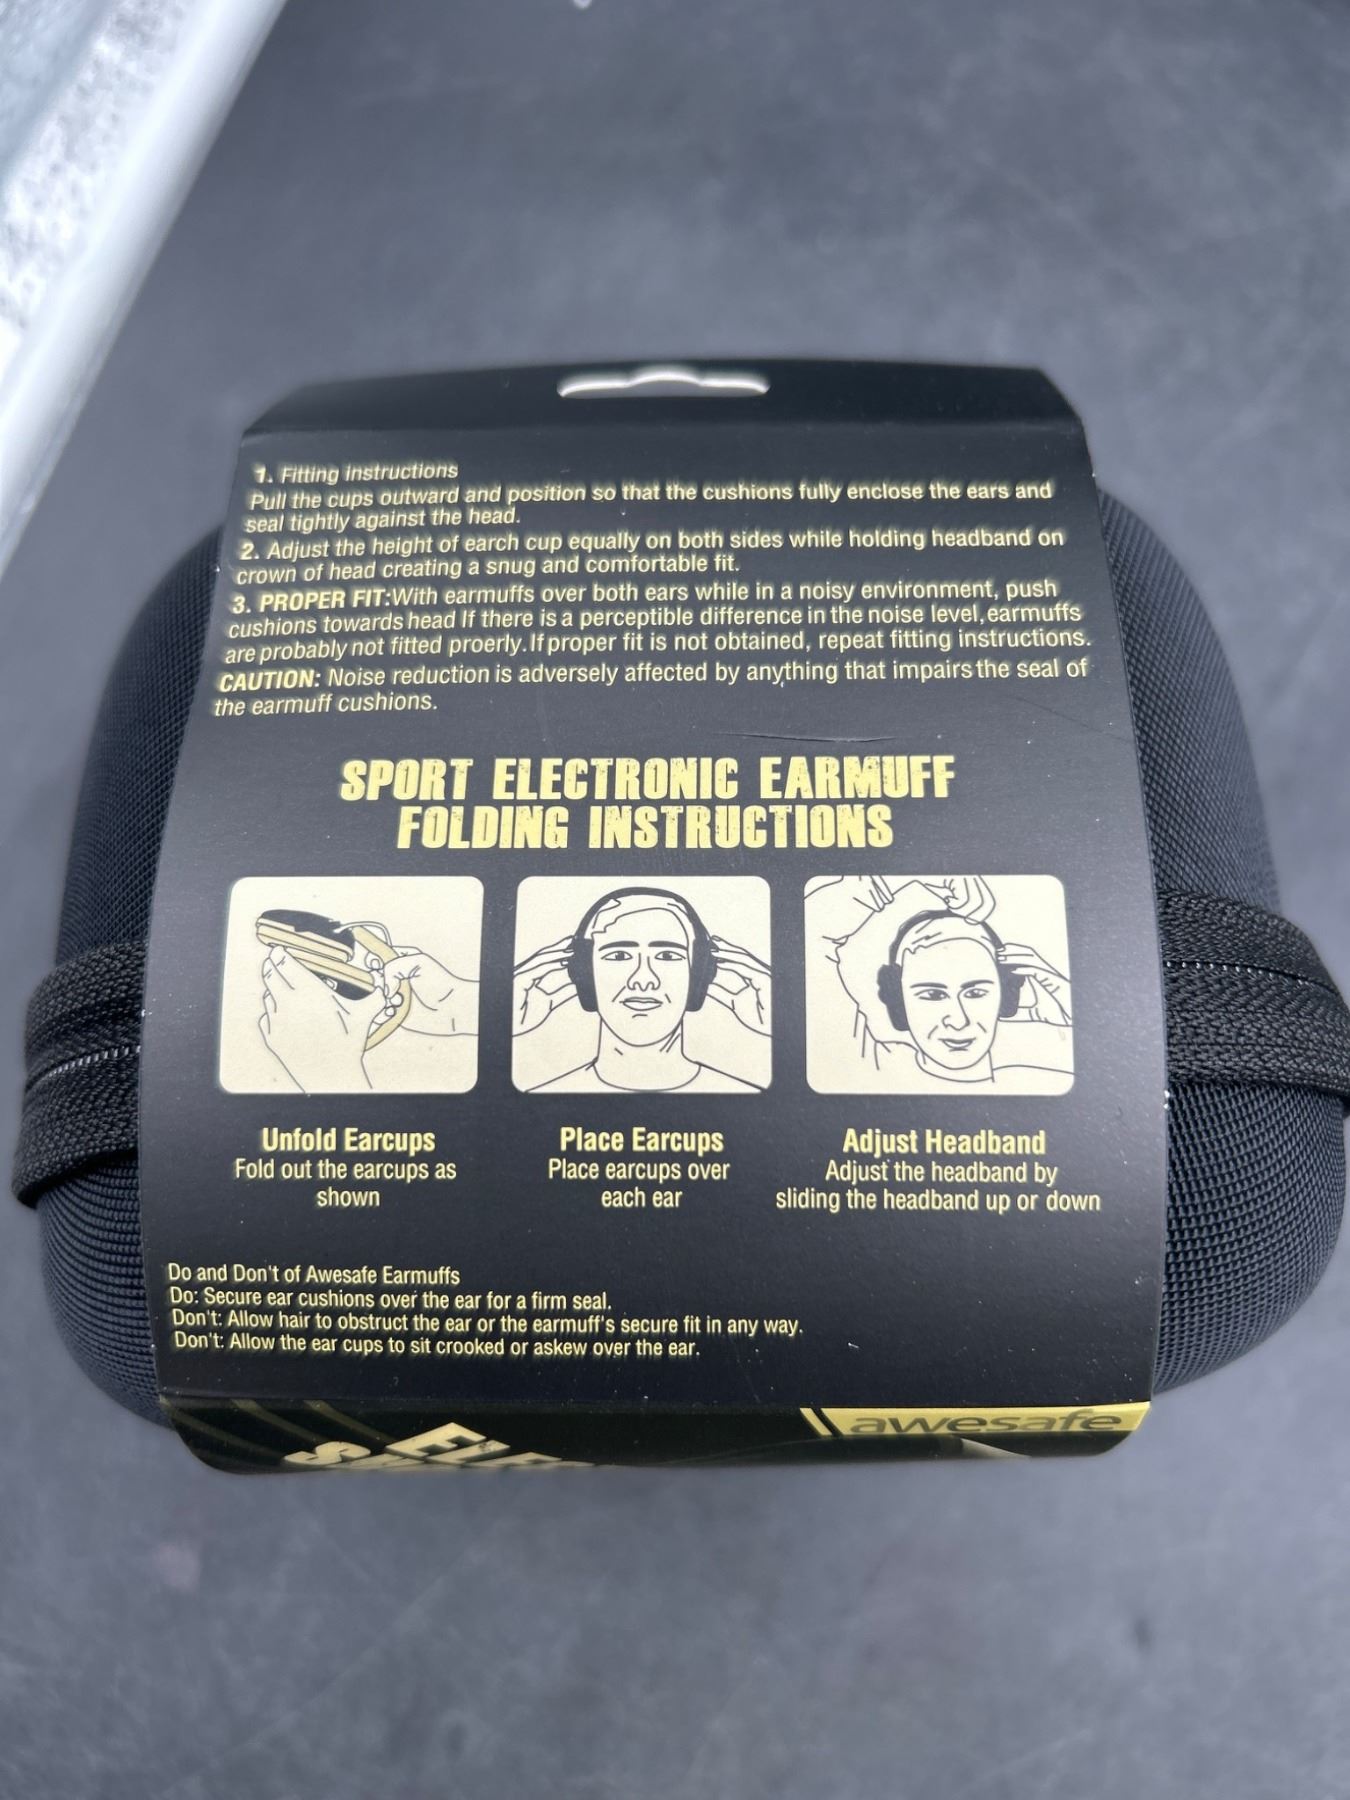 1. Fitting instructions
Pull the cups outward and position so that the cushions fully enclose the ears and
seal tightly against the head.
2. Adjust the height of earch cup equally on both sides while holding headband on
crown of head creating a snug and comfortable fit.
3. PROPER FIT:With earmuffs over both ears while in a noisy environment, push
cushions towards head If there is a perceptible difference in the noise level,earmuffs
are probably not fitted proerly.If proper fit is not obtained, repeat fitting instructions.
CAUTION: Noise reduction is adversely affected by anything that impairs the seal of
the earmuff cushions.
SPORT ELECTRONIC EARMUFF
FOLDING INSTRUCTIONS
Unfold Earcups
Fold out the earcups as
shown
Place Earcups
Place earcups over
each ear
Adjust Headband
Adjust the headband by
sliding the headband up or down
Do and Don't of Awesafe Earmuffs
Do: Secure ear cushions over the ear for a firm seal.
Don't: Allow hair to obstruct the ear or the earmuff's secure fit in any way.
Don't: Allow the ear cups to sit crooked or askew over the ear.
awesafe